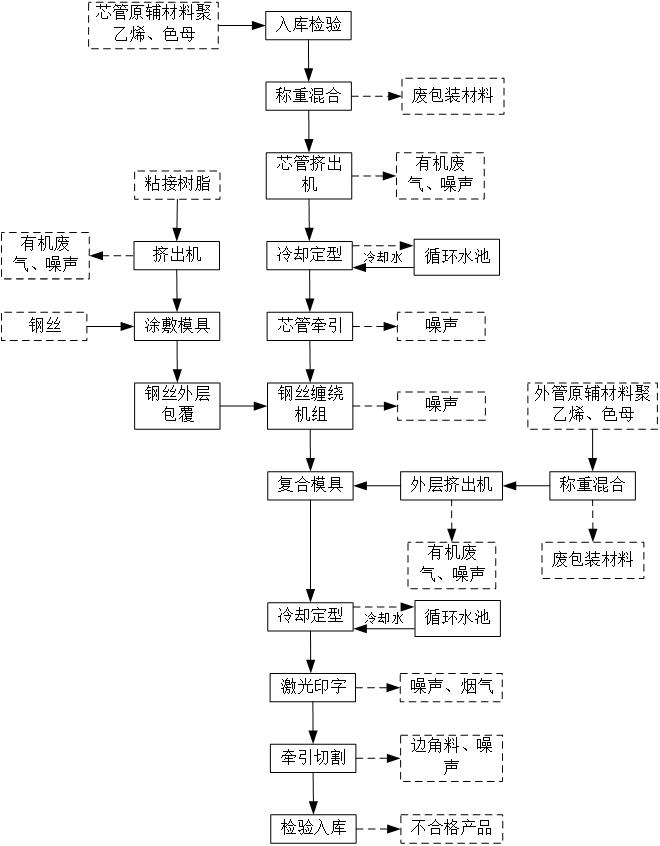 芯管原辅材料聚
乙烯、色母
入库检验
称重混合
废包装材料
芯管挤出
机
有机废
气、噪声
粘接树脂
有机废
气、噪声
挤出机
冷却定型
冷却水
循环水池
钢丝
涂敷模具
芯管牵引
噪声
钢丝外层
包覆
钢丝缠绕
机组
噪声
外管原辅材料聚
乙烯、色母
复合模具
外层挤出机
称重混合
有机废
气、噪声
废包装材料
冷却定型
冷却水
循环水池
激光印字
噪声、烟气
牵引切割
边角料、噪
声
检验入库
不合格产品